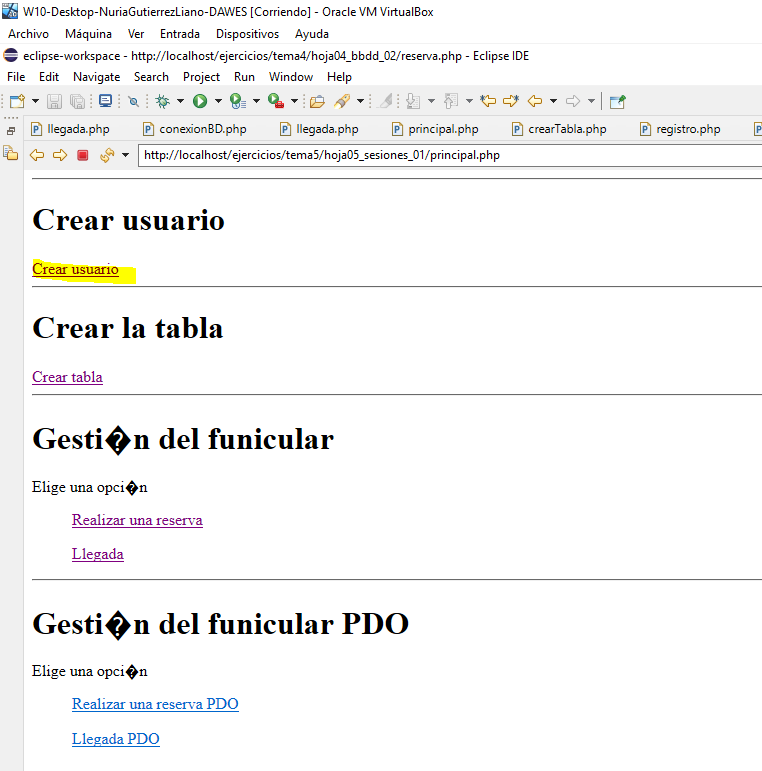 W10-Desktop-NuriaGutierrezLiano-DAWES [Corriendo] - Oracle VM VirtualBox
Archivo Máquina Ver Entrada Dispositivos Ayuda
eclipse-workspace - http://localhost/ejercicios/tema4/hoja04_bbdd_02/reserva.php - Eclipse IDE
File Edit Navigate Search Project Run Window Help
llegada.php conexionBD.php llegada.php principal.php crearTabla.php registro.php
http://localhost/ejercicios/tema5/hoja05_sesiones_01/principal.php
Crear usuario
Crear usuario
Crear la tabla
Crear tabla
Gesti�n del funicular
Elige una opci�n
Realizar una reserva
Llegada
Gesti�n del funicular PDO
Elige una opci�n
Realizar una reserva PDO
Llegada PDO